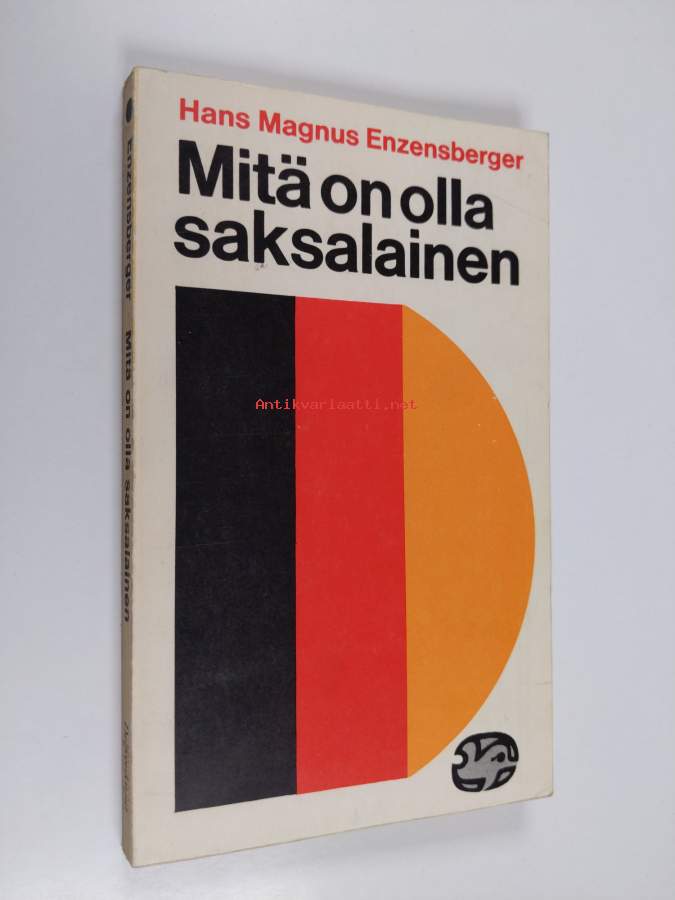 Hans Magnus Enzensberger
Mitä on olla
saksalainen
Antikvariaatti.net
Enzensberger Mitä on olla saksalainen